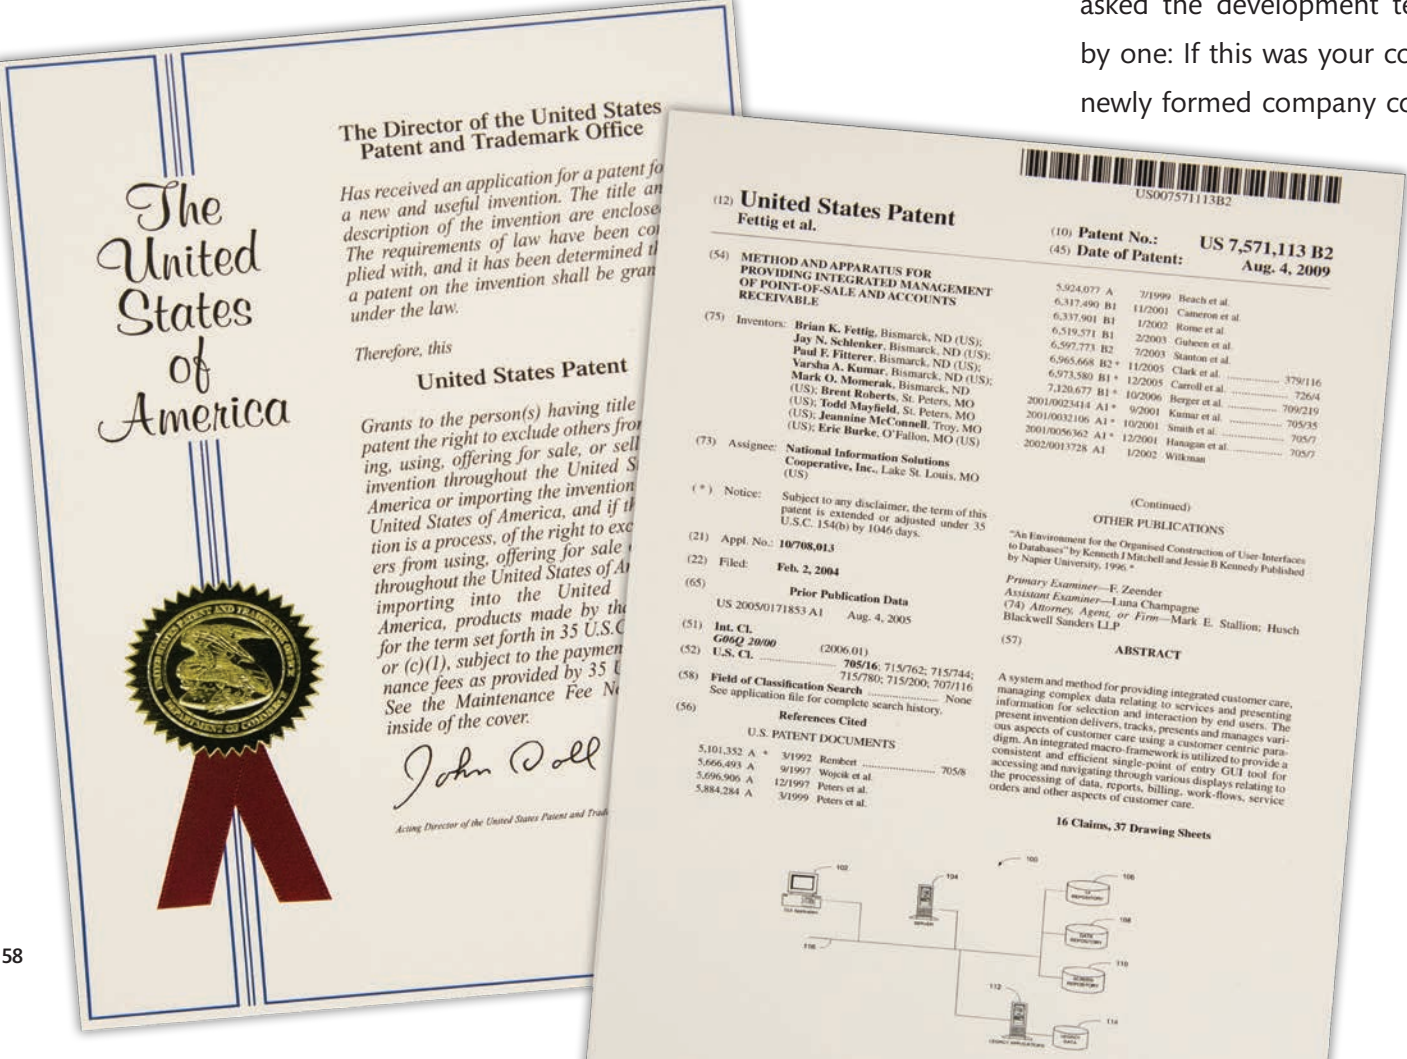 asked the development te
by one: If this was your co
newly formed company co
The
United
States
of
America
The Director of the United States
Patent and Trademark Office
Has received an application for a patent fo
a new and useful invention. The title an
description of the invention are enclose
The requirements of law have been co
plied with, and it has been determined t
a patent on the invention shall be gran
under the law.
Therefore, this
United States Patent
Grants to the person(s) having title
patent the right to exclude others fro
ing, using, offering for sale, or sell
invention throughout the United S
America or importing the invention
United States of America, and if t
tion is a process, of the right to exc
ers from using, offering for sale
throughout the United States of A
importing into the United
America, products made by th
for the term set forth in 35 U.S.C
or (c)(1), subject to the paymen
nance fees as provided by 35 U
See the Maintenance Fee N
inside of the cover.
John Doll
Acting Director of the United States Patent and Trad
UNITED STATES PATENT AND TRADEMARK OFFICE
DEPARTMENT OF COMMERCE
58
US007571113B2
(12) United States Patent
Fettig et al.
(10) Patent No.: US 7,571,113 B2
(45) Date of Patent: Aug. 4, 2009
(54) METHOD AND APPARATUS FOR
PROVIDING INTEGRATED MANAGEMENT
OF POINT-OF-SALE AND ACCOUNTS
RECEIVABLE
(75) Inventors: Brian K. Fettig, Bismarck, ND (US);
Jay N. Schlenker, Bismarck, ND (US);
Paul F. Fitterer, Bismarck, ND (US);
Varsha A. Kumar, Bismarck, ND (US);
Mark O. Momerak, Bismarck, ND
(US); Brent Roberts, St. Peters, MO
(US); Todd Mayfield, St. Peters, MO
(US); Jeannine McConnell, Troy, MO
(US); Eric Burke, O'Fallon, MO (US)
(73) Assignee: National Information Solutions
Cooperative, Inc., Lake St. Louis, MO
(US)
( * ) Notice: Subject to any disclaimer, the term of this
patent is extended or adjusted under 35
U.S.C. 154(b) by 1046 days.
(21) Appl. No.: 10/708,013
(22) Filed: Feb. 2, 2004
(65) Prior Publication Data
US 2005/0171853 A1 Aug. 4, 2005
(51) Int. Cl.
G06Q 20/00 (2006.01)
(52) U.S. Cl. .................... 705/16; 715/762; 715/744;
715/780; 715/200; 707/116
(58) Field of Classification Search .................... None
See application file for complete search history.
(56) References Cited
U.S. PATENT DOCUMENTS
5,101,352 A * 3/1992 Rembert .................... 705/8
5,666,493 A 9/1997 Wojcik et al.
5,696,906 A 12/1997 Peters et al.
5,884,284 A 3/1999 Peters et al.
5,924,077 A 7/1999 Beach et al.
6,317,490 B1 11/2001 Cameron et al.
6,337,901 B1 1/2002 Rome et al.
6,519,571 B1 2/2003 Guheen et al.
6,597,773 B2 7/2003 Stanton et al.
6,965,668 B2 * 11/2005 Clark et al. .................... 379/116
6,973,580 B1 * 12/2005 Carroll et al. .................... 726/4
7,120,677 B1 * 10/2006 Berger et al. .................... 709/219
2001/0023414 A1 * 9/2001 Kumar et al. .................... 705/35
2001/0032106 A1 * 10/2001 Smith et al. .................... 705/7
2001/0056362 A1 * 12/2001 Hanagan et al. .................... 705/7
2002/0013728 A1 1/2002 Wilkman
(Continued)
OTHER PUBLICATIONS
"An Environment for the Organised Construction of User-Interfaces
to Databases" by Kenneth J Mitchell and Jessie B Kennedy Published
by Napier University, 1996. *
Primary Examiner—F. Zeender
Assistant Examiner—Luna Champagne
(74) Attorney, Agent, or Firm—Mark E. Stallion; Husch
Blackwell Sanders LLP
(57) ABSTRACT
A system and method for providing integrated customer care,
managing complex data relating to services and presenting
information for selection and interaction by end users. The
present invention delivers, tracks, presents and manages vari-
ous aspects of customer care using a customer centric para-
digm. An integrated macro-framework is utilized to provide a
consistent and efficient single-point of entry GUI tool for
accessing and navigating through various displays relating to
the processing of data, reports, billing, work-flows, service
orders and other aspects of customer care.
16 Claims, 37 Drawing Sheets
100
102
104
SERVER
106
UI
REPOSITORY
108
DATA
REPOSITORY
110
SCREEN
REPOSITORY
116
112
LEGACY APPLICATIONS
114
LEGACY
DATA